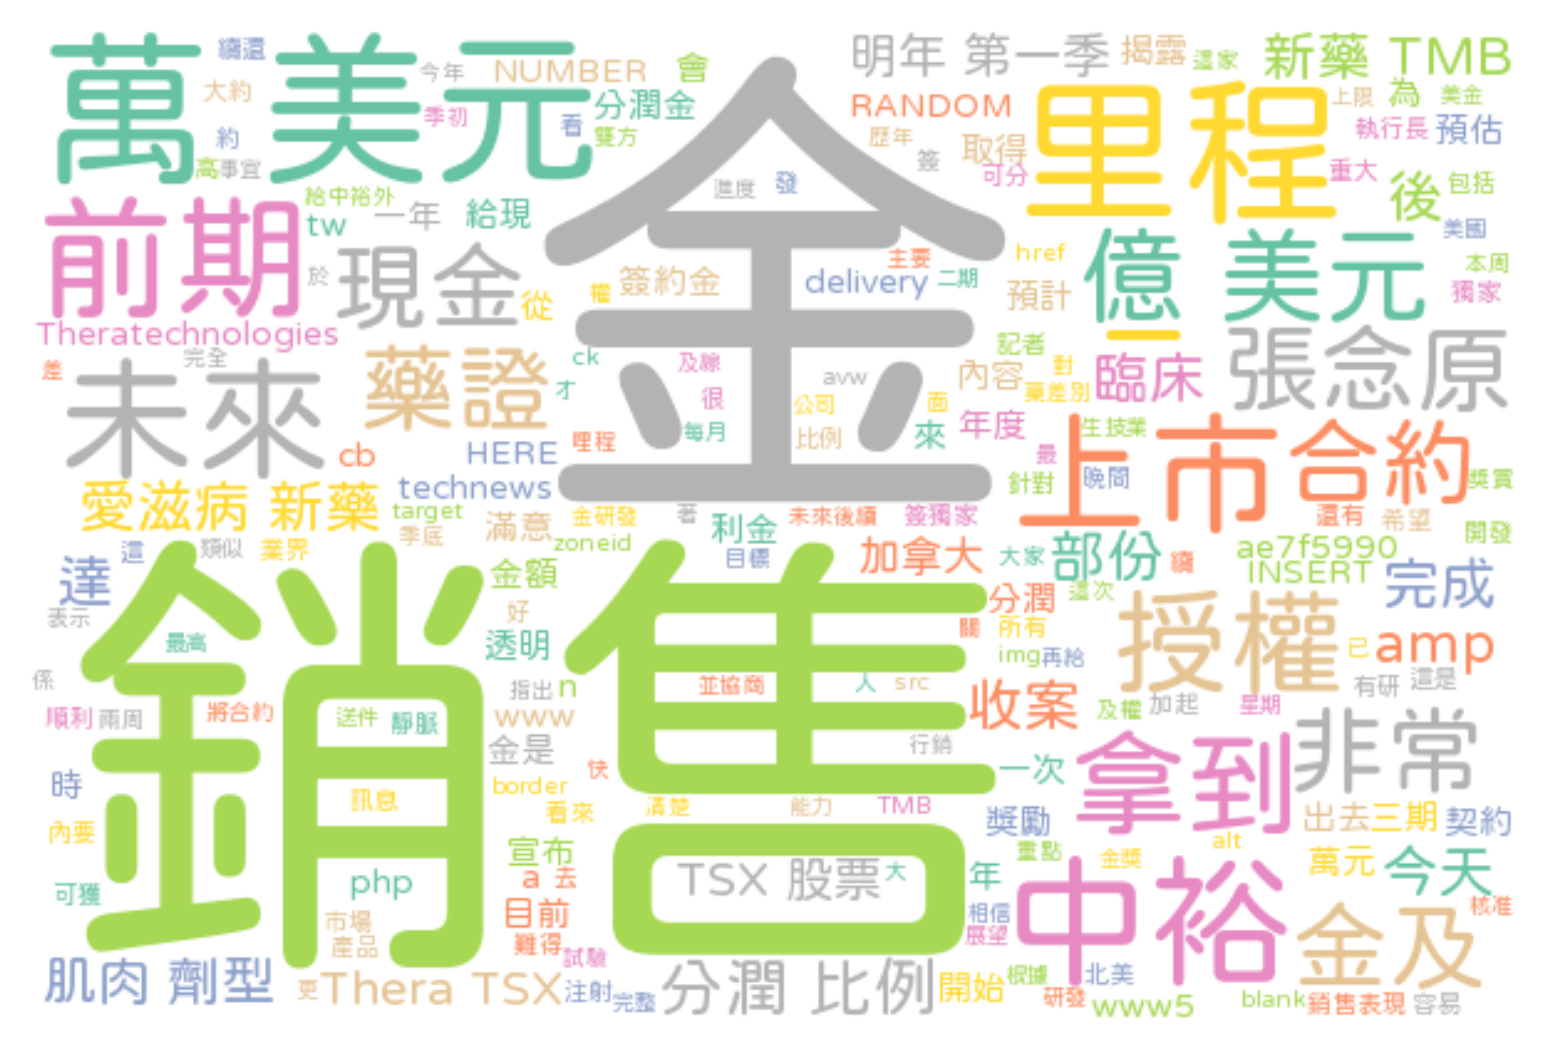 萬 美元
續還
今年
NUMBER
會
大約
季初
分潤金
約
看
雙方
高
事宜
明年 第一季
揭露
這家
新藥 TMB
RANDOM
里程
上限
為
美金
歷年
簽
取得
可分
執行長
預估
重大
後
包括
美國
前期
給中裕外
tw
一年
給現
於
現金
從
金
進度
發
權
簽約金
主要
delivery
二期
href
預計
億 美元
本周
獨家
Theratechnologies
差
完全
未來
藥證
ck
才
及線
很
每月
avw
公司
比例
面
來
記者
內容
對
藥差別
一
臨床
張念原
年度
生技業
最
晚間
針對
上市
合約
獎賞
cb
HERE
哩程
technews
愛滋病 新藥
target
季底
滿意
金研發
zoneid
著
利金
未來後續
簽獨家
目標
加拿大
大家
部份
還有
希望
續
開發
ae7f5990
INSERT
達
這
類似
業界
表示
金額
好
銷售
最高
透明
係
順利
兩周
將合約
送件
靜脈
指出
n
www
金是
並協商
人
src
行銷
分潤
這次
關
所有
img
再給
授權
完成
已
amp
有研
這是
收案
及權
加起
星期
時
內要
訊息
border
快
看來
清楚
能力
TMB
一次
拿到
非常
獎勵
出去
三期
契約
alt
可獲
php
宣布
a
去
TSX 股票
大
年
重點
金獎
萬元
今天
市場
產品
目前
難得
相信
展望
中裕
金及
核准
肌肉 劑型
更
Thera TSX
試驗
注射
完整
分潤 比例
開始
根據
研發
北美
www5
blank
銷售表現
容易